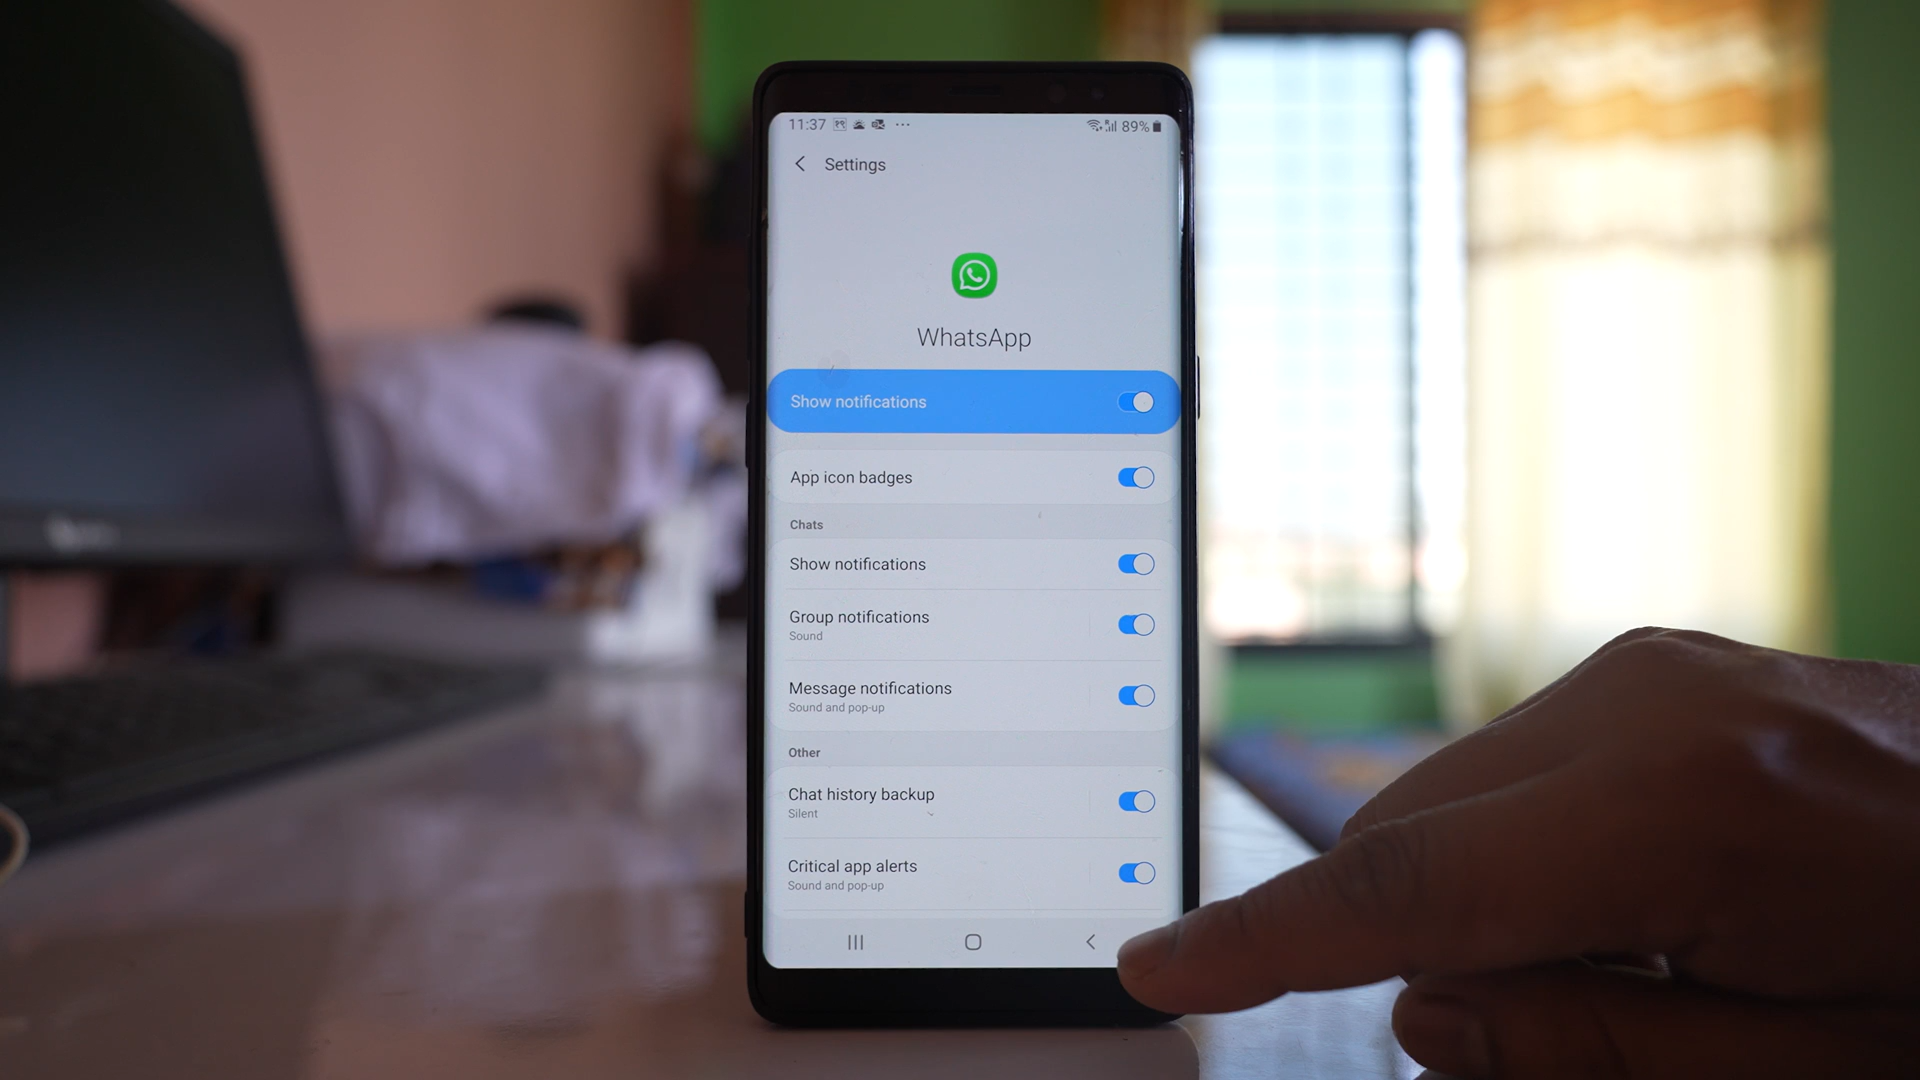 11:37 89%
Settings
WhatsApp
Show notifications
App icon badges
Chats
Show notifications
Group notifications
Sound
Message notifications
Sound and pop-up
Other
Chat history backup
Silent
Critical app alerts
Sound and pop-up